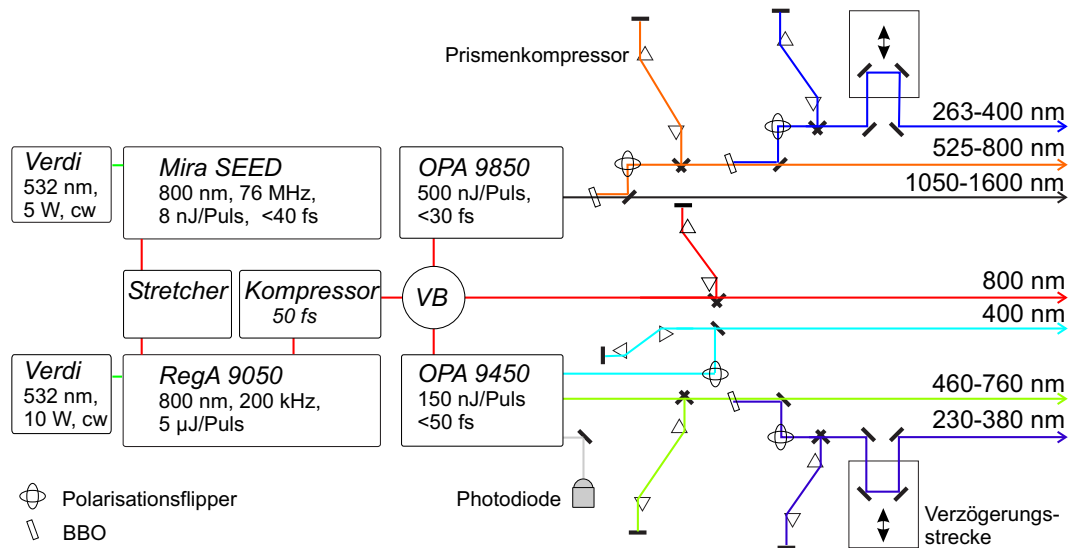 Prismenkompressor
263-400 nm
525-800 nm
1050-1600 nm
Verdi
532 nm,
5 W, cw
Mira SEED
800 nm, 76 MHz,
8 nJ/Puls, <40 fs
OPA 9850
500 nJ/Puls,
<30 fs
Stretcher
Kompressor
50 fs
VB
800 nm
400 nm
Verdi
532 nm,
10 W, cw
RegA 9050
800 nm, 200 kHz,
5 µJ/Puls
OPA 9450
150 nJ/Puls
<50 fs
460-760 nm
230-380 nm
Polarisationsflipper
BBO
Photodiode
Verzögerungs-
strecke